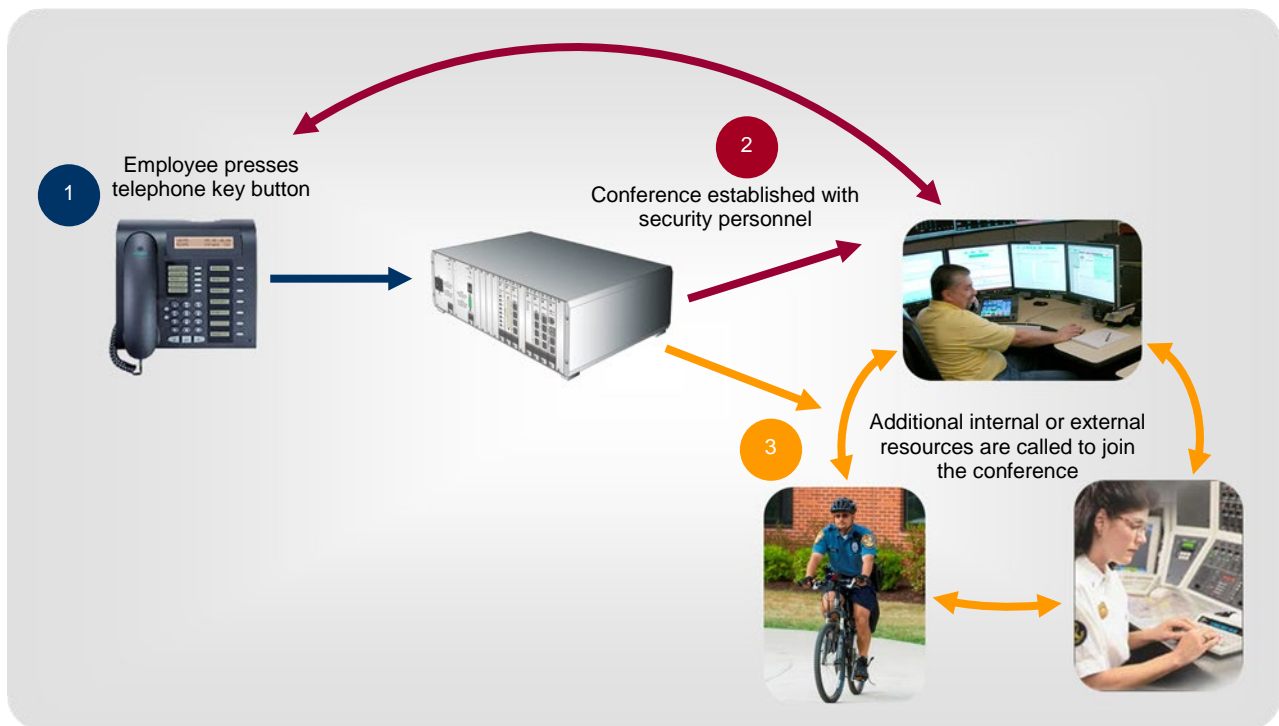 1
Employee presses
telephone key button
2
Conference established with
security personnel
3
Additional internal or external
resources are called to join
the conference